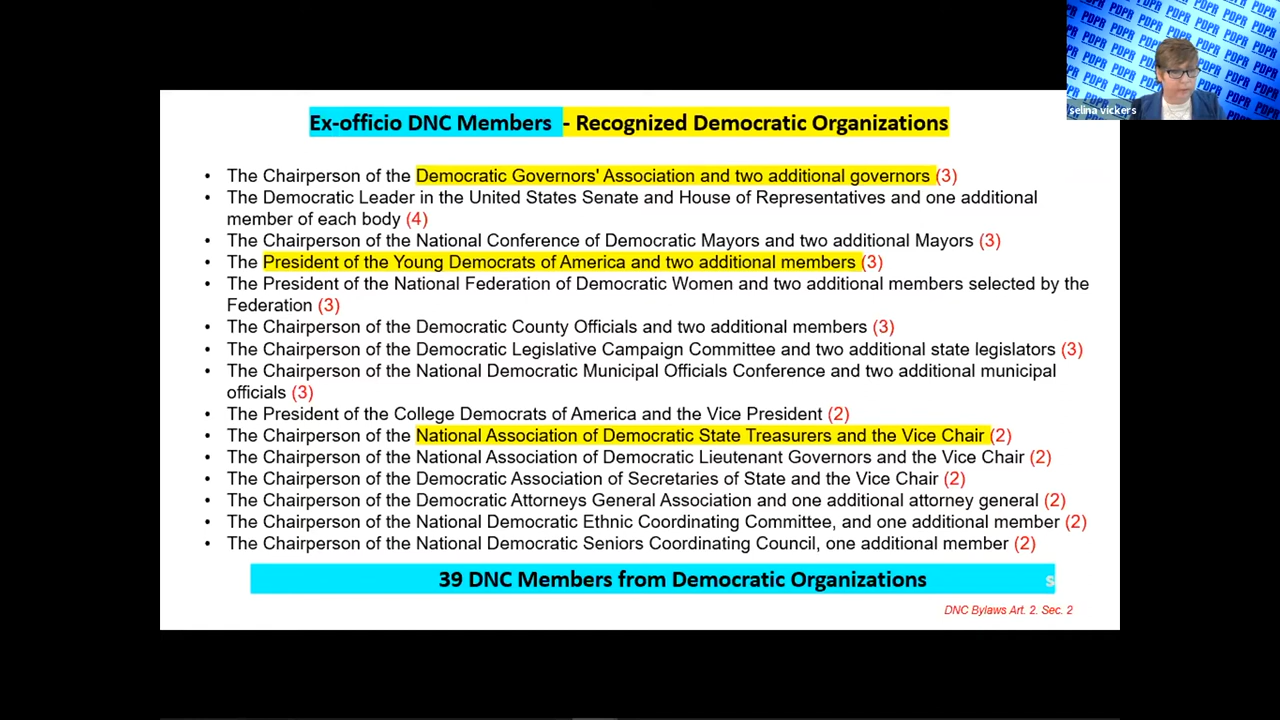 PDPR PDPR PDPR PDPR
selina vickers
Ex-officio DNC Members - Recognized Democratic Organizations
• The Chairperson of the Democratic Governors' Association and two additional governors (3)
• The Democratic Leader in the United States Senate and House of Representatives and one additional
member of each body (4)
• The Chairperson of the National Conference of Democratic Mayors and two additional Mayors (3)
• The President of the Young Democrats of America and two additional members (3)
• The President of the National Federation of Democratic Women and two additional members selected by the
Federation (3)
• The Chairperson of the Democratic County Officials and two additional members (3)
• The Chairperson of the Democratic Legislative Campaign Committee and two additional state legislators (3)
• The Chairperson of the National Democratic Municipal Officials Conference and two additional municipal
officials (3)
• The President of the College Democrats of America and the Vice President (2)
• The Chairperson of the National Association of Democratic State Treasurers and the Vice Chair (2)
• The Chairperson of the National Association of Democratic Lieutenant Governors and the Vice Chair (2)
• The Chairperson of the Democratic Association of Secretaries of State and the Vice Chair (2)
• The Chairperson of the Democratic Attorneys General Association and one additional attorney general (2)
• The Chairperson of the National Democratic Ethnic Coordinating Committee, and one additional member (2)
• The Chairperson of the National Democratic Seniors Coordinating Council, one additional member (2)
39 DNC Members from Democratic Organizations
s
DNC Bylaws Art. 2. Sec. 2